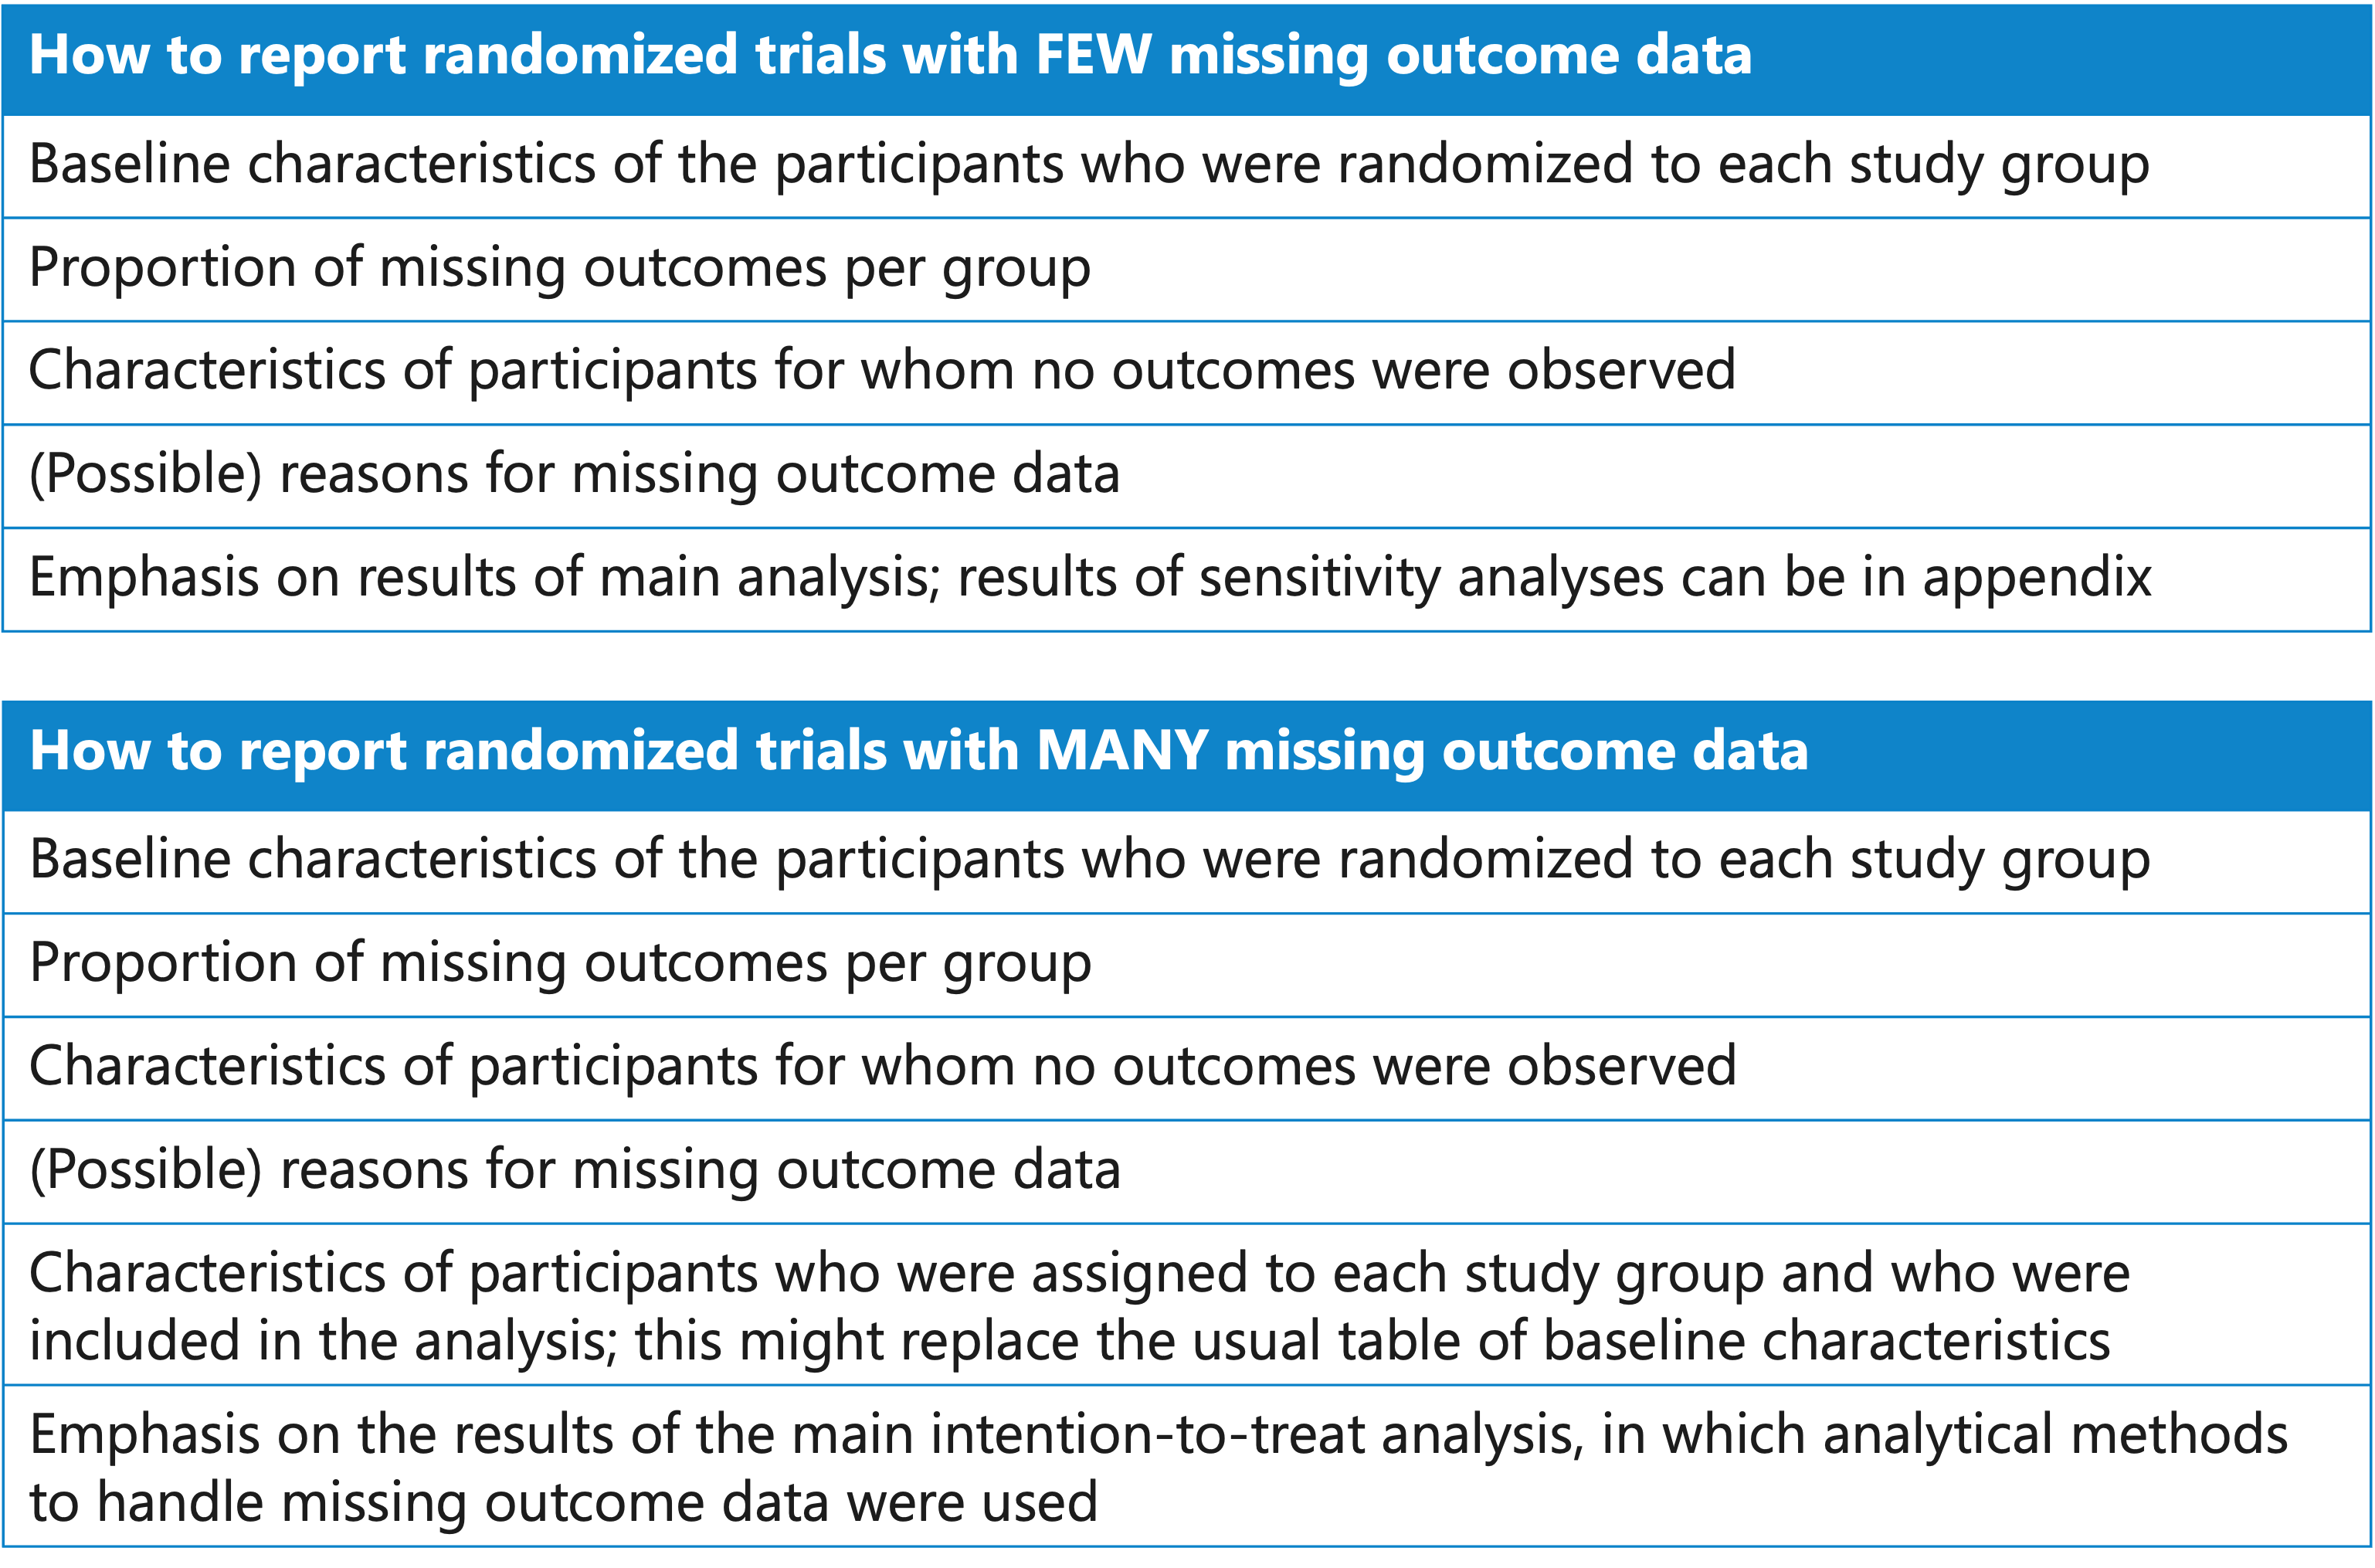 How to report randomized trials with FEW missing outcome data
Baseline characteristics of the participants who were randomized to each study group
Proportion of missing outcomes per group
Characteristics of participants for whom no outcomes were observed
(Possible) reasons for missing outcome data
Emphasis on results of main analysis; results of sensitivity analyses can be in appendix
How to report randomized trials with MANY missing outcome data
Baseline characteristics of the participants who were randomized to each study group
Proportion of missing outcomes per group
Characteristics of participants for whom no outcomes were observed
(Possible) reasons for missing outcome data
Characteristics of participants who were assigned to each study group and who were
included in the analysis; this might replace the usual table of baseline characteristics
Emphasis on the results of the main intention-to-treat analysis, in which analytical methods
to handle missing outcome data were used